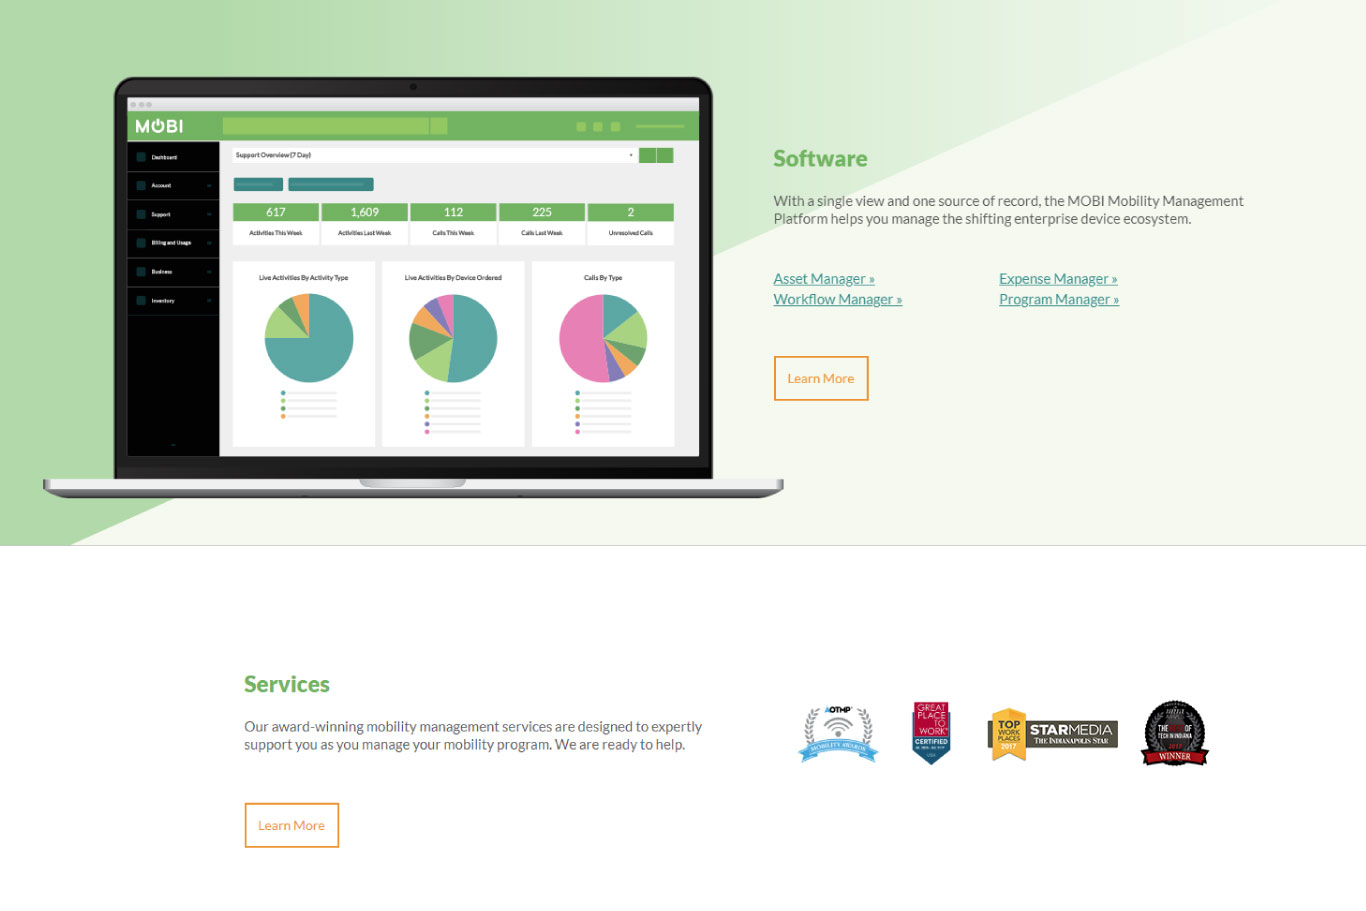 MOBI
Dashboard
Account
Support
Billing and Usage
Business
Inventory
Support Overview (7 Day)
617
1,609
112
225
2
Activities This Week
Activities Last Week
Calls This Week
Calls Last Week
Unresolved Calls
Live Activities By Activity Type
Live Activities By Device Ordered
Calls By Type
Software
With a single view and one source of record, the MOBI Mobility Management
Platform helps you manage the shifting enterprise device ecosystem.
Asset Manager »
Expense Manager »
Workflow Manager »
Program Manager »
Learn More
Services
Our award-winning mobility management services are designed to expertly
support you as you manage your mobility program. We are ready to help.
Learn More
AOTMP
MOBILITY AWARDS
GREAT
PLACE
TO
WORK
CERTIFIED
USA
TOP
WORK
PLACES
2017
STARMEDIA
THE INDIANAPOLIS STAR
THE BEST OF
TECH IN INDIANA
2017
WINNER